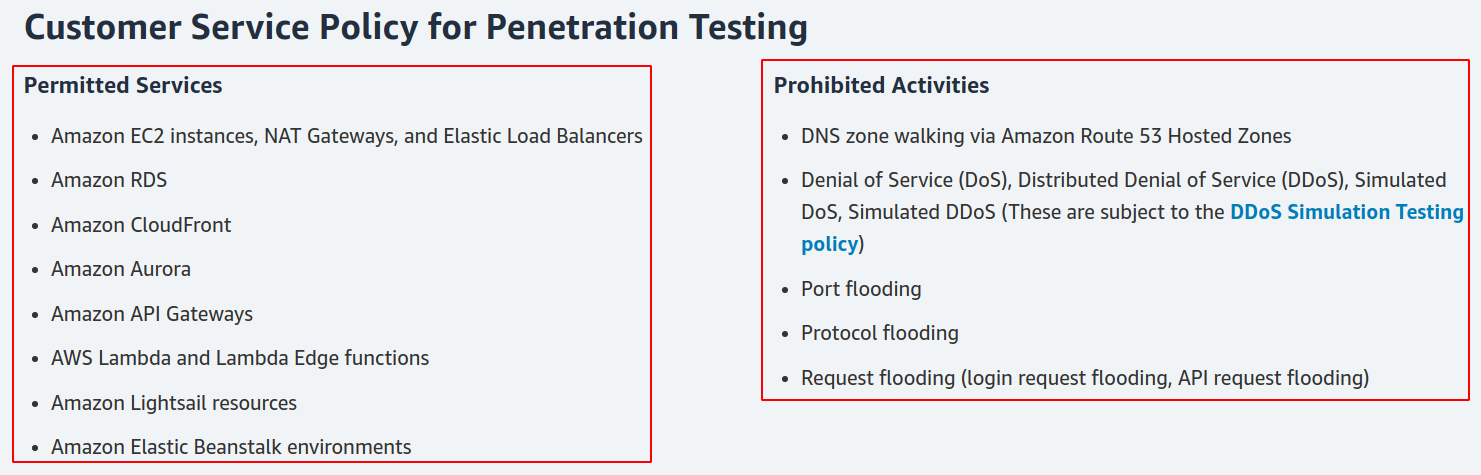 Customer Service Policy for Penetration Testing
Permitted Services
• Amazon EC2 instances, NAT Gateways, and Elastic Load Balancers
• Amazon RDS
• Amazon CloudFront
• Amazon Aurora
• Amazon API Gateways
• AWS Lambda and Lambda Edge functions
• Amazon Lightsail resources
• Amazon Elastic Beanstalk environments
Prohibited Activities
• DNS zone walking via Amazon Route 53 Hosted Zones
• Denial of Service (DoS), Distributed Denial of Service (DDoS), Simulated
DoS, Simulated DDoS (These are subject to the DDoS Simulation Testing
policy)
• Port flooding
• Protocol flooding
• Request flooding (login request flooding, API request flooding)